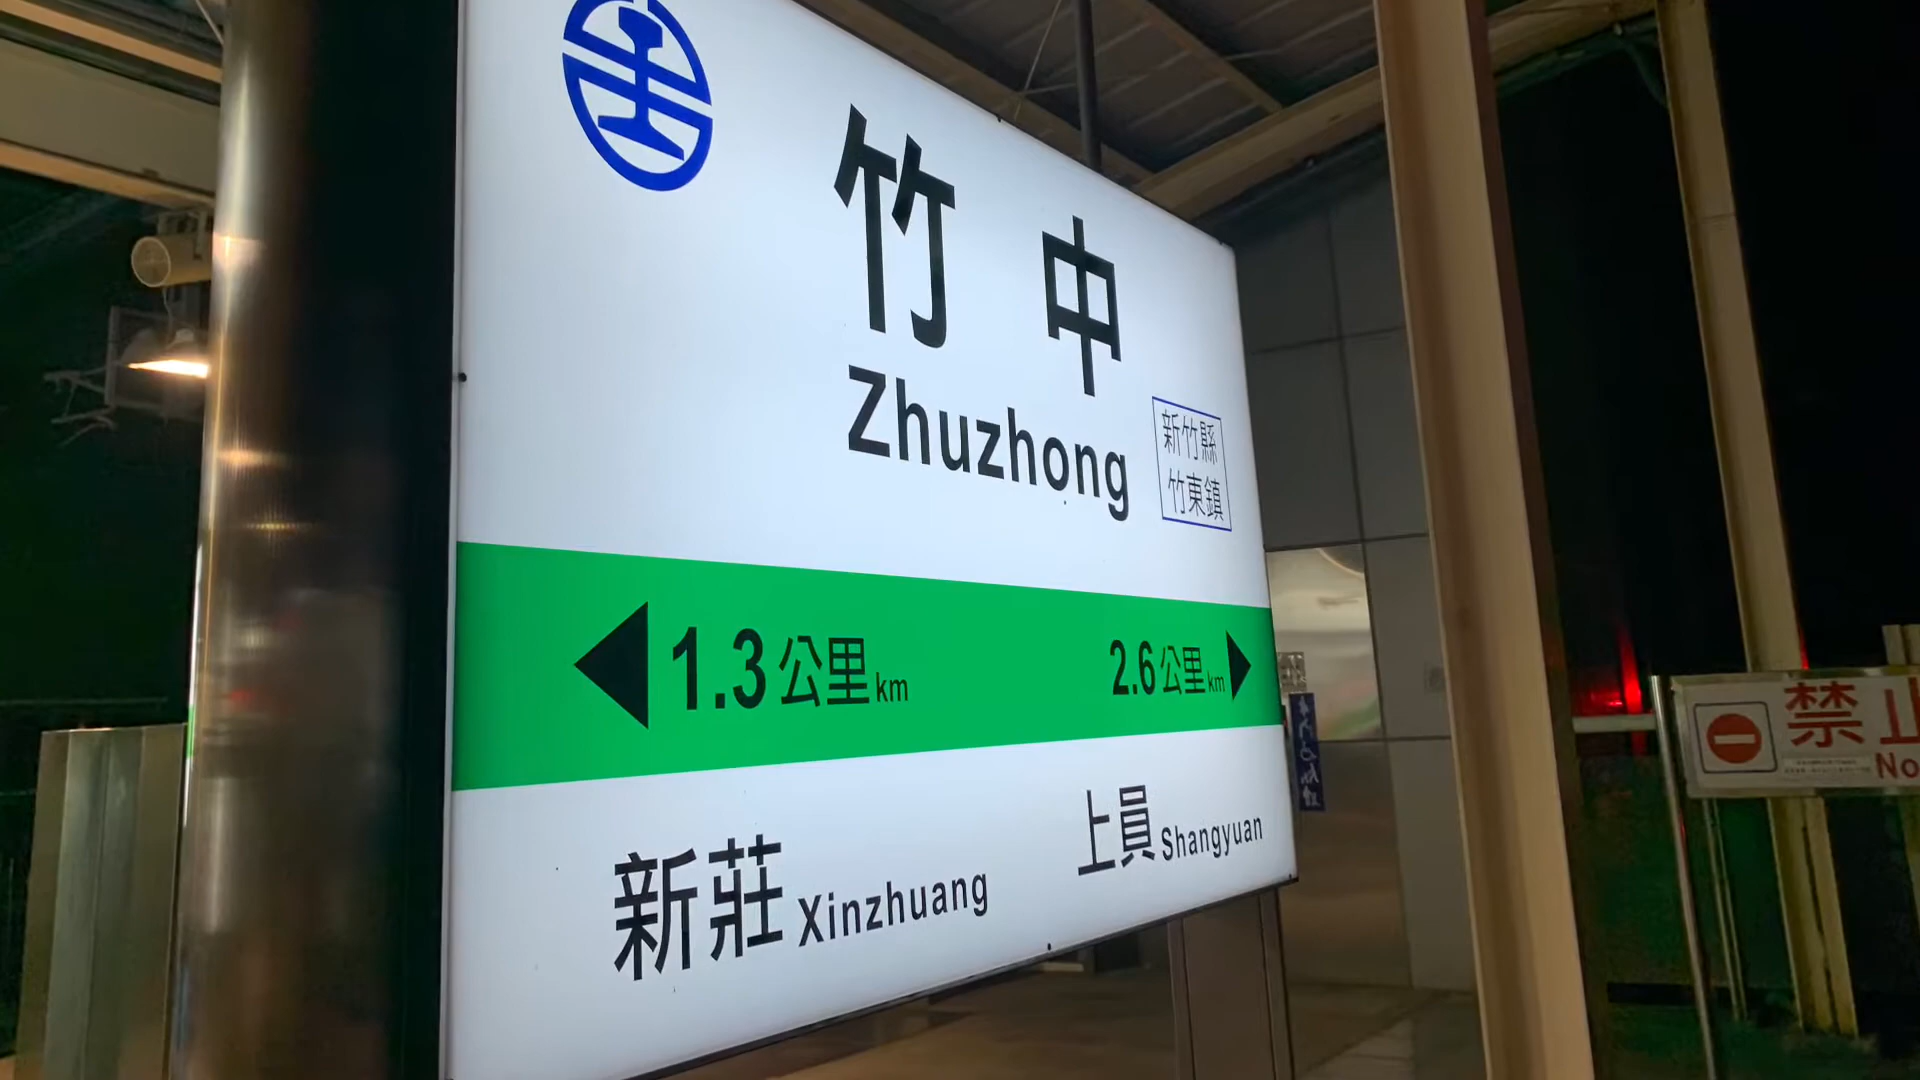 竹中
Zhuzhong
新竹縣
竹東鎮
1.3公里km
2.6公里km
新莊 Xinzhuang
上員 Shangyuan
禁止
No